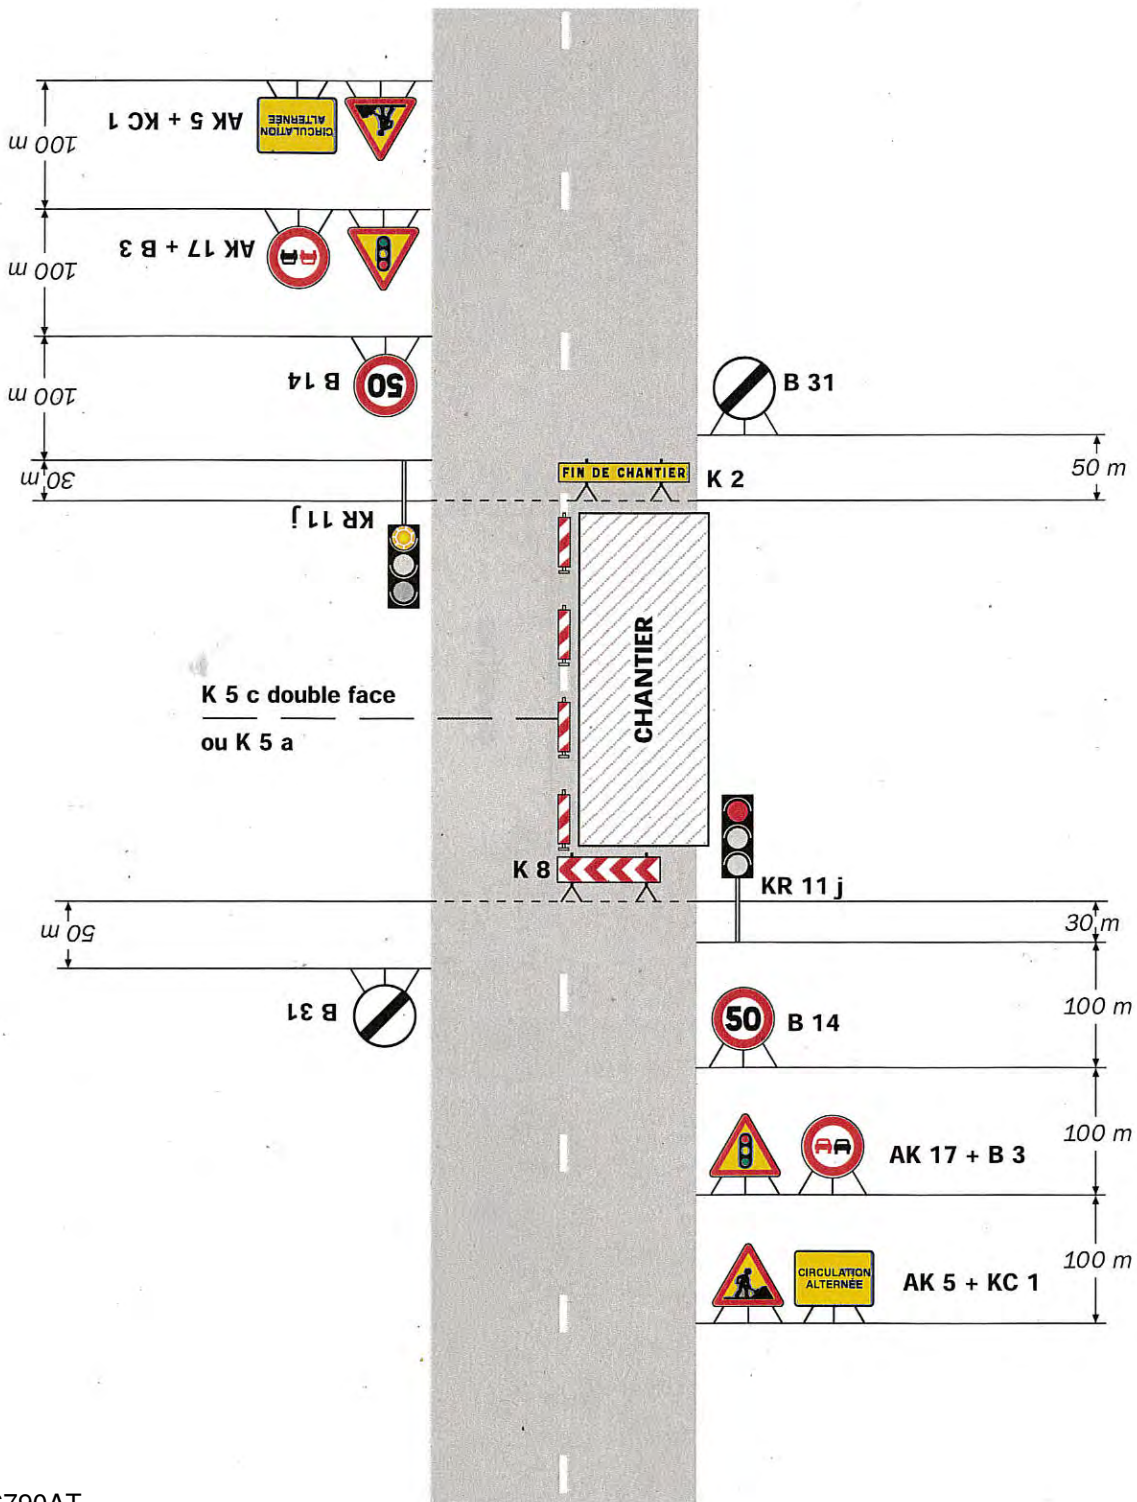 100 m
AK 5 + KC 1
CIRCULATION
ALTERNÉE
100 m
AK 17 + B 3
100 m
B 14
50
B 31
30 m
FIN DE CHANTIER
K 2
50 m
KR 11 j
CHANTIER
K 5 c double face
ou K 5 a
K 8
KR 11 j
50 m
30 m
B 31
50
B 14
100 m
AK 17 + B 3
100 m
CIRCULATION
ALTERNÉE
AK 5 + KC 1
100 m